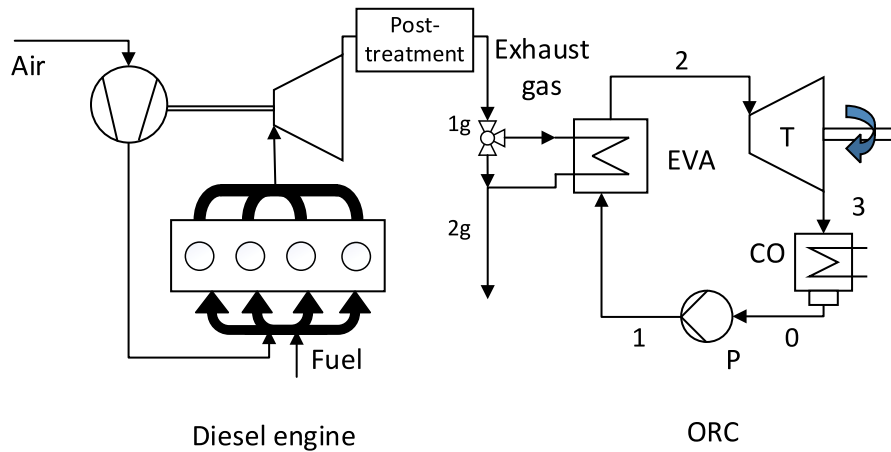 Post-
treatment
Air
Exhaust
gas
1g
2g
2
EVA
T
3
CO
1
P
0
Fuel
Diesel engine
ORC